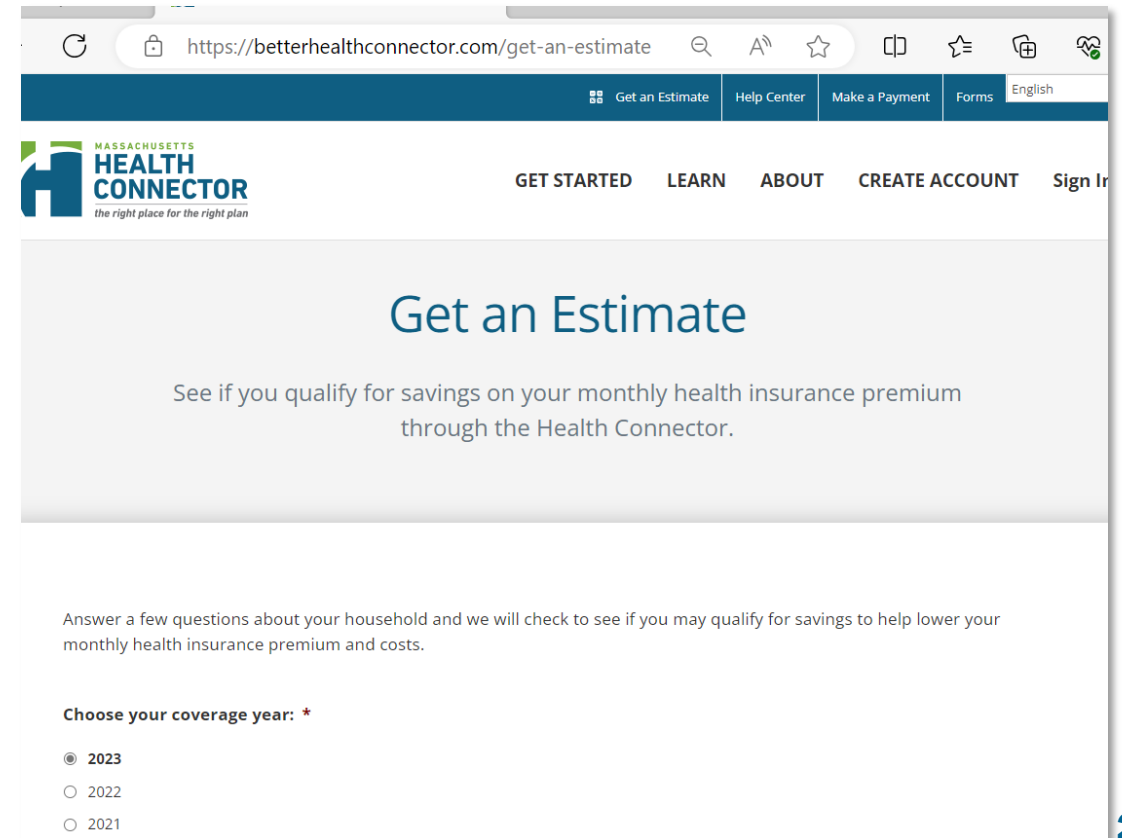 https://betterhealthconnector.com/get-an-estimate
Get an Estimate Help Center Make a Payment Forms English
MASSACHUSETTS
HEALTH
CONNECTOR
the right place for the right plan
GET STARTED LEARN ABOUT CREATE ACCOUNT Sign In
Get an Estimate
See if you qualify for savings on your monthly health insurance premium
through the Health Connector.
Answer a few questions about your household and we will check to see if you may qualify for savings to help lower your
monthly health insurance premium and costs.
Choose your coverage year: *
2023
2022
2021